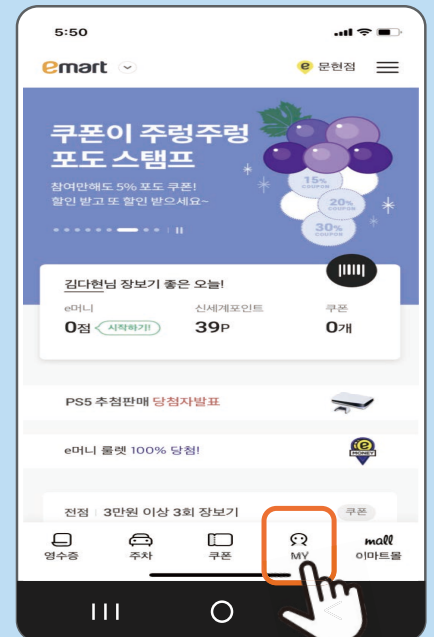 5:50
emart
문현점
쿠폰이 주렁주렁
포도 스탬프
참여만해도 5% 포도 쿠폰!
할인 받고 또 할인 받으세요~
15%
COUPON
20%
COUPON
30%
COUPON
김다현님 장보기 좋은 오늘!
e머니 신세계포인트 쿠폰
0점 시작하기! 39P 0개
PS5 추첨판매 당첨자발표
e머니 룰렛 100% 당첨!
e
MONEY
전점 3만원 이상 3회 장보기 쿠폰
영수증 주차 쿠폰 MY mall 이마트몰